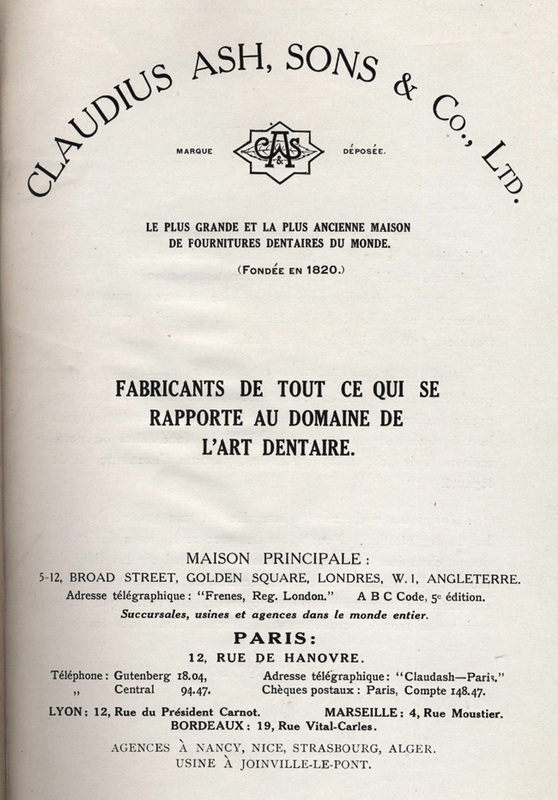 CLAUDIUS ASH, SONS & Co., LTD.
MARQUE DÉPOSÉE.
CA&S
LE PLUS GRANDE ET LA PLUS ANCIENNE MAISON
DE FOURNITURES DENTAIRES DU MONDE.
(FONDÉE EN 1820.)
FABRICANTS DE TOUT CE QUI SE
RAPPORTE AU DOMAINE DE
L'ART DENTAIRE.
MAISON PRINCIPALE :
5-12, BROAD STREET, GOLDEN SQUARE, LONDRES, W. I, ANGLETERRE.
Adresse télégraphique : “Frenes, Reg. London.” A B C Code, 5e édition.
Succursales, usines et agences dans le monde entier.
PARIS:
12, RUE DE HANOVRE.
Téléphone : Gutenberg 18.04, Adresse télégraphique : “Claudash—Paris.”
„ Central 94.47. Chèques postaux : Paris, Compte 148.47.
LYON : 12, Rue du Président Carnot. MARSEILLE : 4, Rue Moustier.
BORDEAUX : 19, Rue Vital-Carles.
AGENCES À NANCY, NICE, STRASBOURG, ALGER.
USINE À JOINVILLE-LE-PONT.